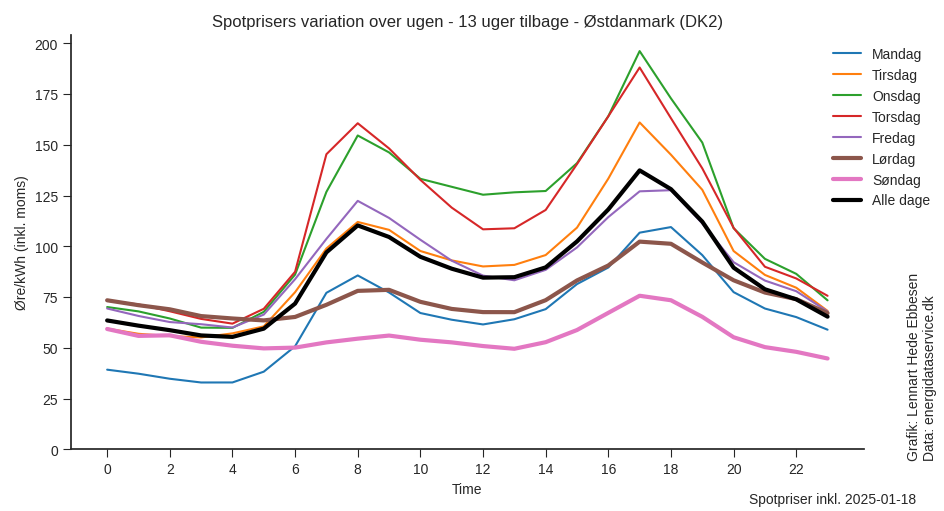 Spotprisers variation over ugen - 13 uger tilbage - Østdanmark (DK2)
Øre/kWh (inkl. moms)
200
175
150
125
100
75
50
25
0
0 2 4 6 8 10 12 14 16 18 20 22
Time
Mandag
Tirsdag
Onsdag
Torsdag
Fredag
Lørdag
Søndag
Alle dage
Grafik: Lennart Hede Ebbesen
Data: energidataservice.dk
Spotpriser inkl. 2025-01-18